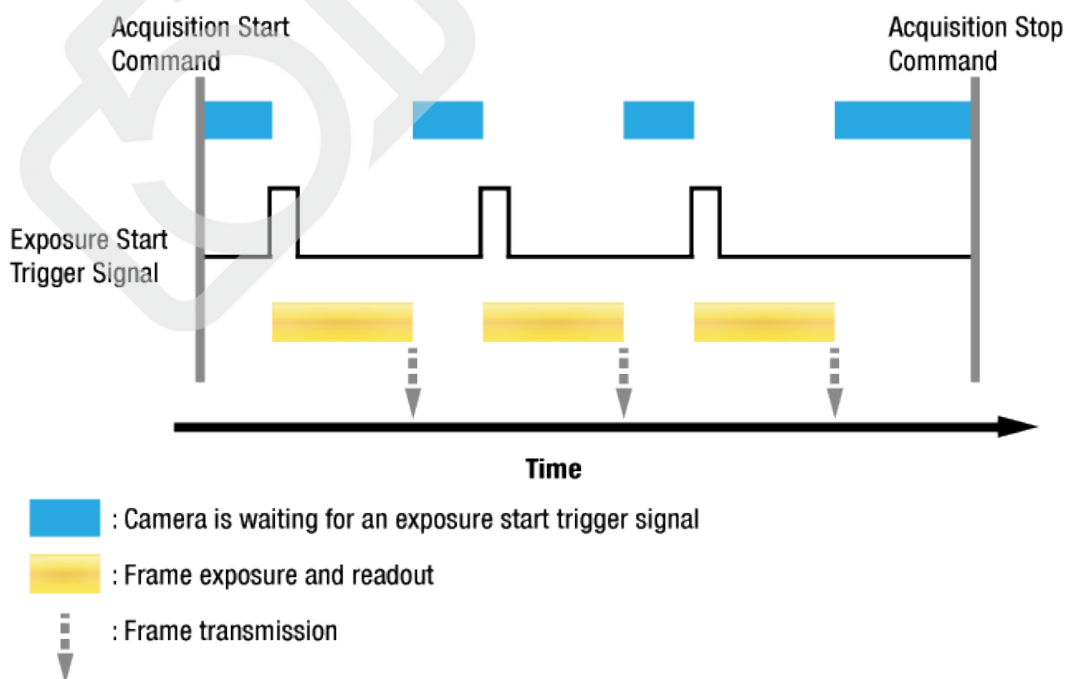 Acquisition Start
Command
Acquisition Stop
Command
Exposure Start
Trigger Signal
Time
: Camera is waiting for an exposure start trigger signal
: Frame exposure and readout
: Frame transmission